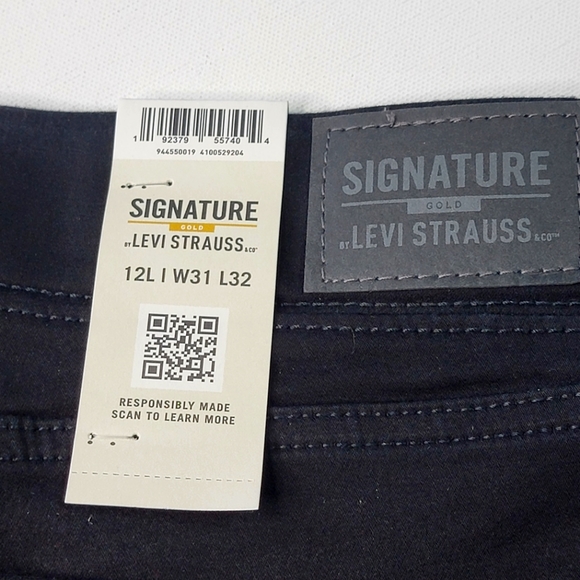 1 92379 55740 4
944550019 4100529204
SIGNATURE
GOLD
BY LEVI STRAUSS & CO™
12L | W31 L32
RESPONSIBLY MADE
SCAN TO LEARN MORE
SIGNATURE
GOLD
BY LEVI STRAUSS & CO™